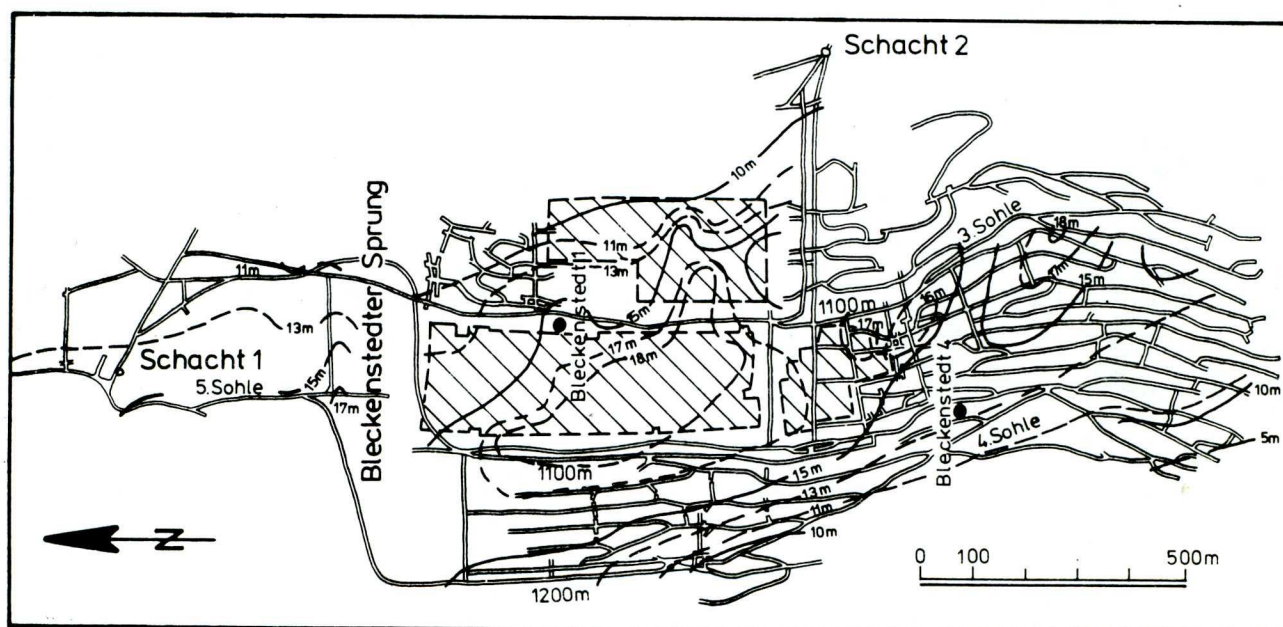 Schacht 2
10m
Bleckenstedter Sprung
11m
13m
Schacht 1
5.Sohle
15m
17m
11m
13m
Bleckenstedt 1
15m
17m
18m
3.Sohle
18m
17m
15m
1100m
16m
17m
Bleckenstedt 4
10m
4.Sohle
5m
1100m
15m
13m
11m
10m
1200m
N
0 100 500m